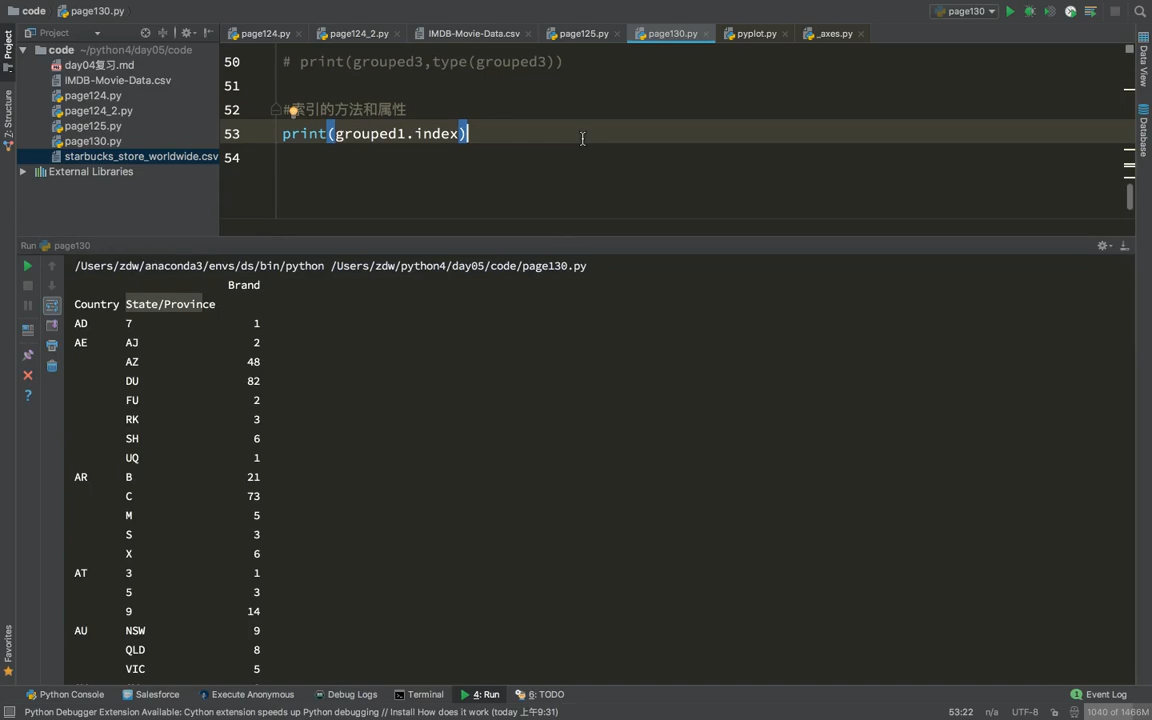 code page130.py page130
Project page124.py page124_2.py IMDB-Movie-Data.csv page125.py page130.py pyplot.py _axes.py
code ~/python4/day05/code
day04复习.md
IMDB-Movie-Data.csv
page124.py
page124_2.py
page125.py
page130.py
starbucks_store_worldwide.csv
External Libraries
Project
Z: Structure
Favorites
Data View
Database
50 # print(grouped3,type(grouped3))
51
52 #索引的方法和属性
53 print(grouped1.index)
54
Run page130
/Users/zdw/anaconda3/envs/ds/bin/python /Users/zdw/python4/day05/code/page130.py
Brand
Country State/Province
AD 7 1
AE AJ 2
AZ 48
DU 82
FU 2
RK 3
SH 6
UQ 1
AR B 21
C 73
M 5
S 3
X 6
AT 3 1
5 3
9 14
AU NSW 9
QLD 8
VIC 5
Python Console Salesforce Execute Anonymous Debug Logs Terminal 4: Run 6: TODO 1 Event Log
Python Debugger Extension Available: Cython extension speeds up Python debugging // Install How does it work (today 上午9:31) 53:22 n/a UTF-8 1040 of 1466M